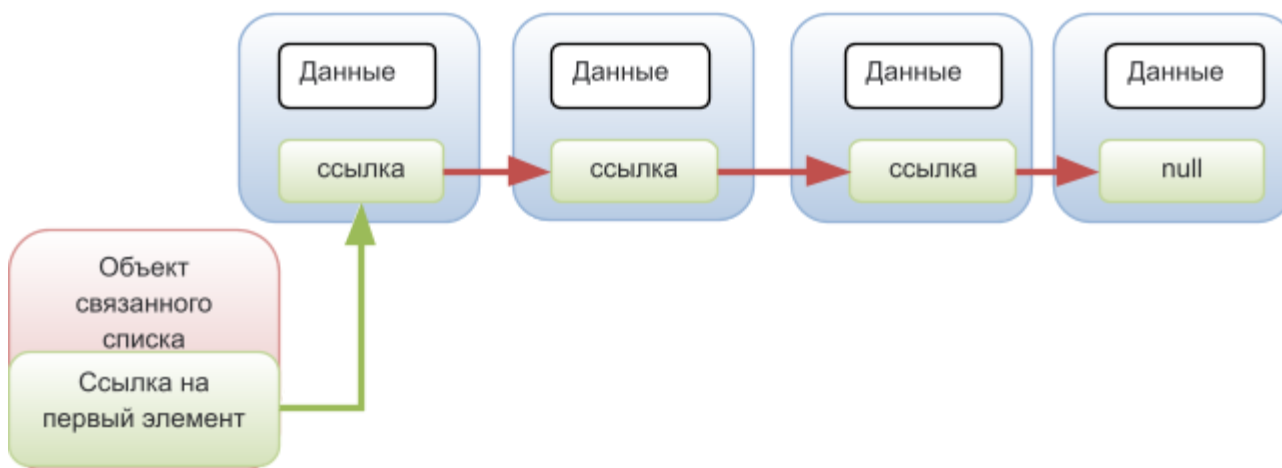 Данные
Данные
Данные
Данные
ссылка
ссылка
ссылка
null
Объект
связанного
списка
Ссылка на
первый элемент